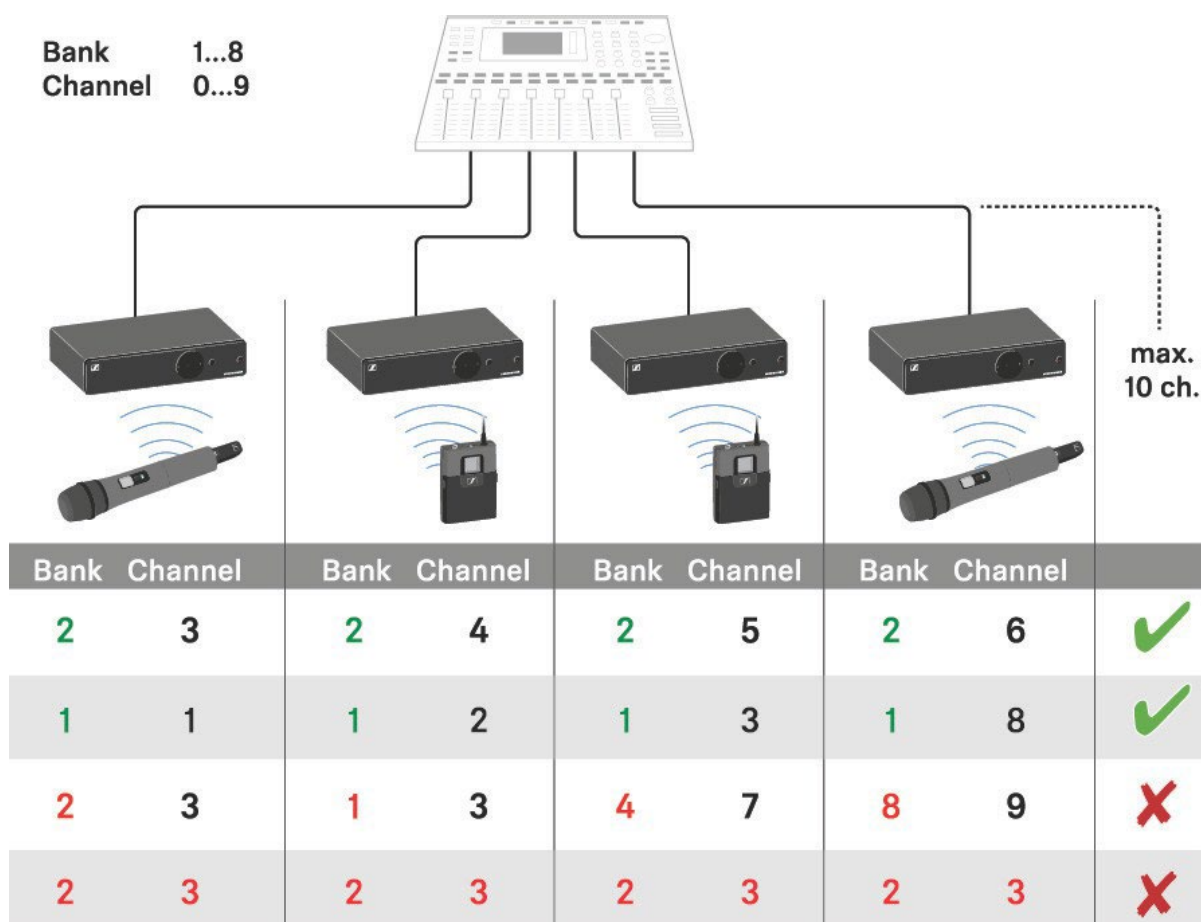 Bank 1...8
Channel 0...9
max.
10 ch.
Bank Channel Bank Channel Bank Channel Bank Channel
2 3 2 4 2 5 2 6
1 1 1 2 1 3 1 8
2 3 1 3 4 7 8 9
2 3 2 3 2 3 2 3